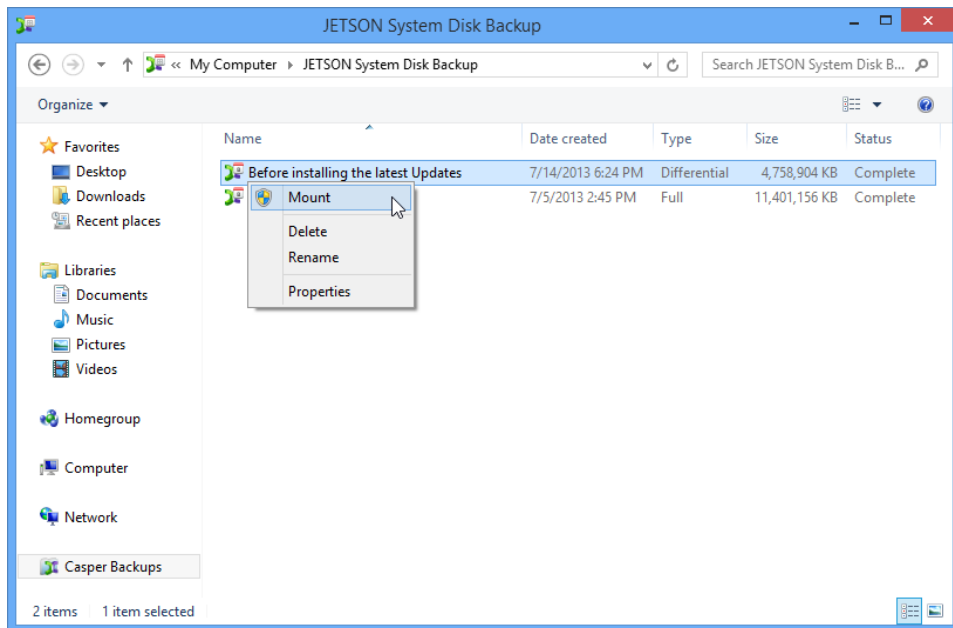 JETSON System Disk Backup
« My Computer JETSON System Disk Backup
Search JETSON System Disk B...
Organize
Name Date created Type Size Status
Favorites
Desktop
Downloads
Recent places
Libraries
Documents
Music
Pictures
Videos
Homegroup
Computer
Network
Casper Backups
Before installing the latest Updates 7/14/2013 6:24 PM Differential 4,758,904 KB Complete
7/5/2013 2:45 PM Full 11,401,156 KB Complete
Mount
Delete
Rename
Properties
2 items 1 item selected